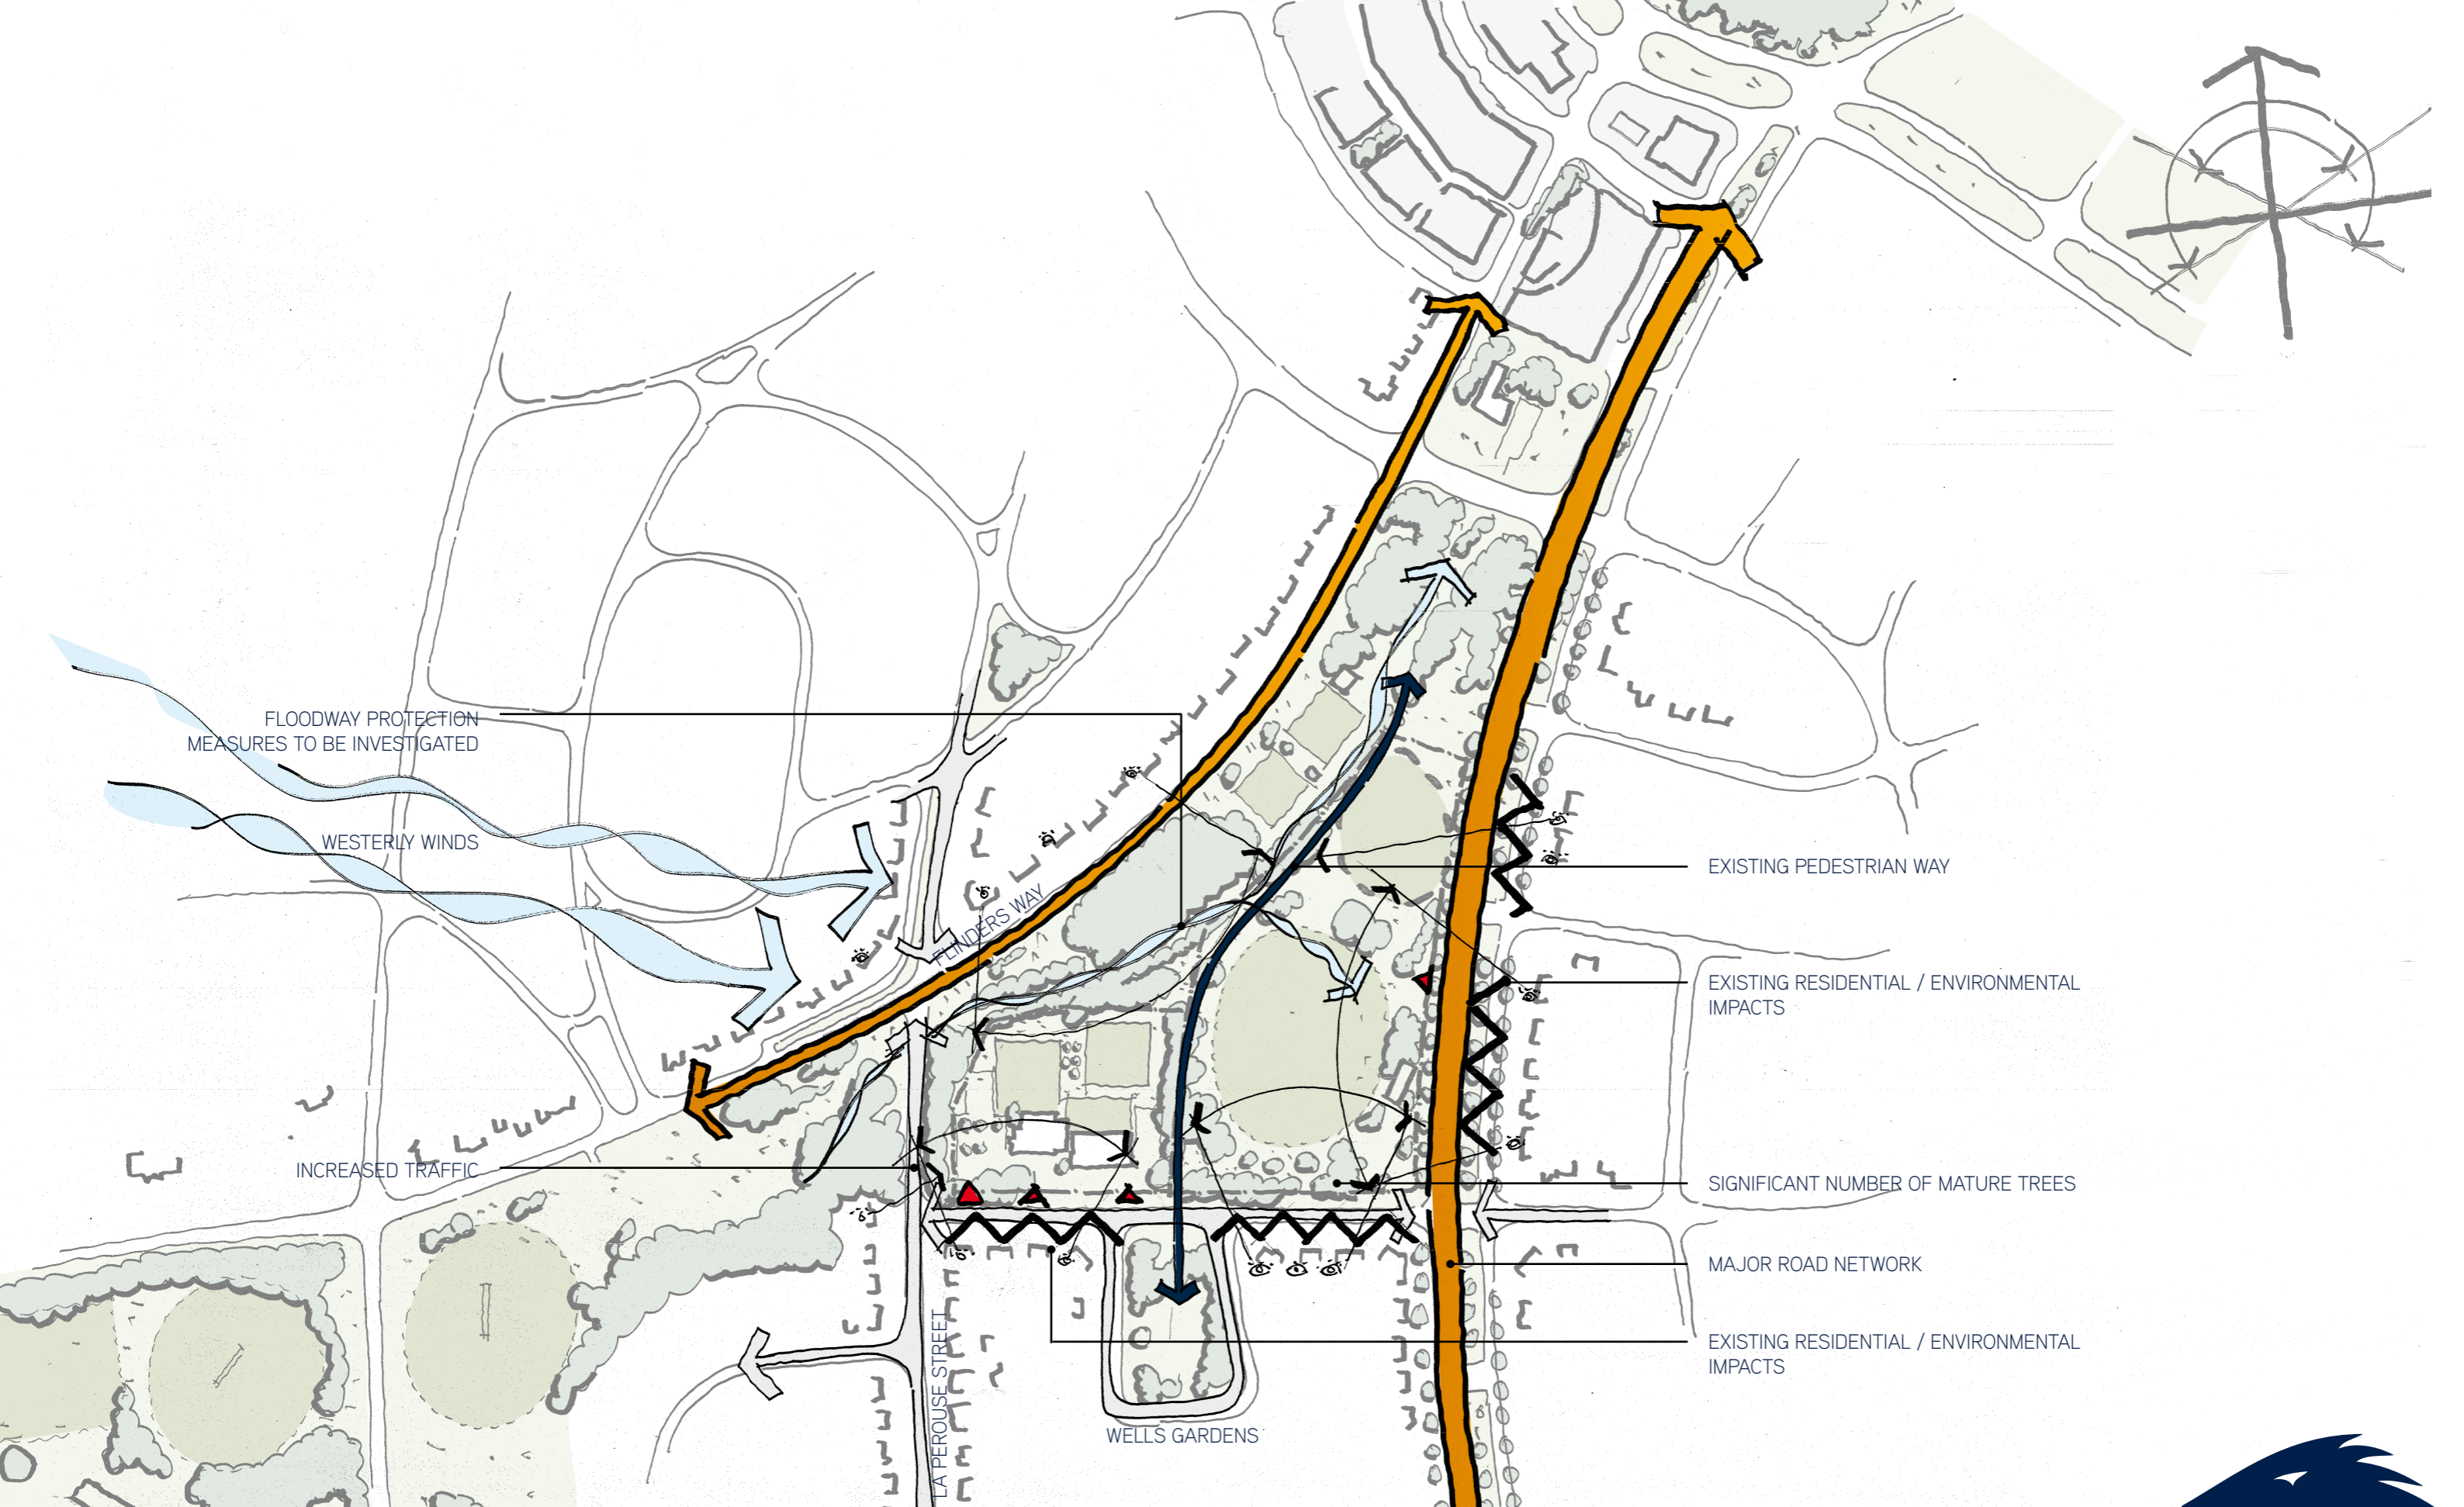 FLOODWAY PROTECTION
MEASURES TO BE INVESTIGATED
WESTERLY WINDS
FLINDERS WAY
EXISTING PEDESTRIAN WAY
EXISTING RESIDENTIAL / ENVIRONMENTAL
IMPACTS
INCREASED TRAFFIC
SIGNIFICANT NUMBER OF MATURE TREES
MAJOR ROAD NETWORK
EXISTING RESIDENTIAL / ENVIRONMENTAL
IMPACTS
LA PEROUSE STREET
WELLS GARDENS